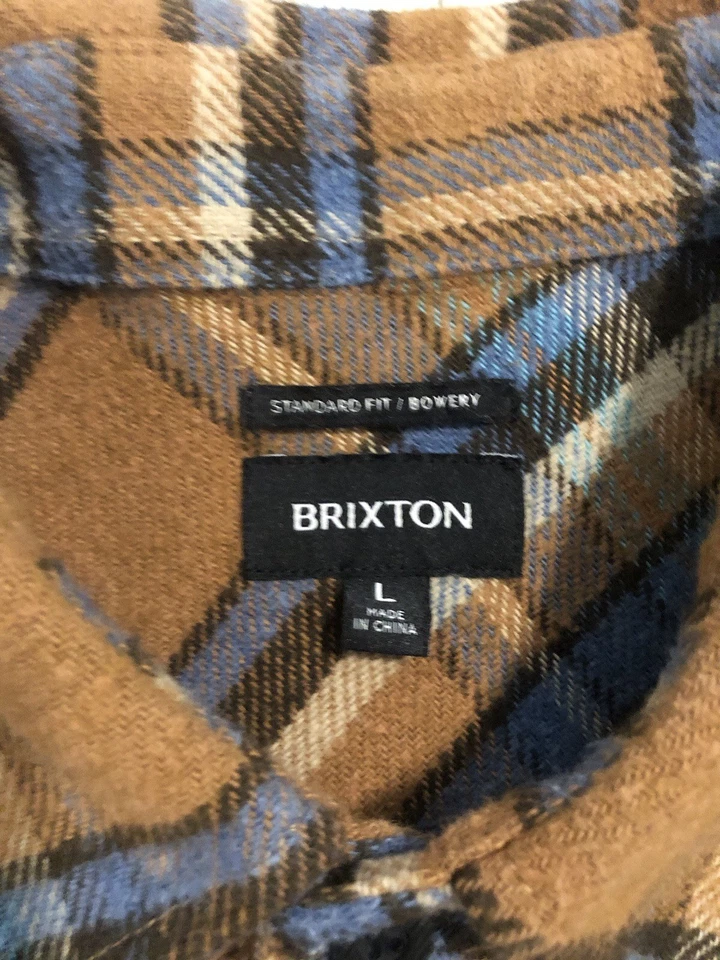 STANDARD FIT / BOWERY
BRIXTON
L
MADE
IN CHINA